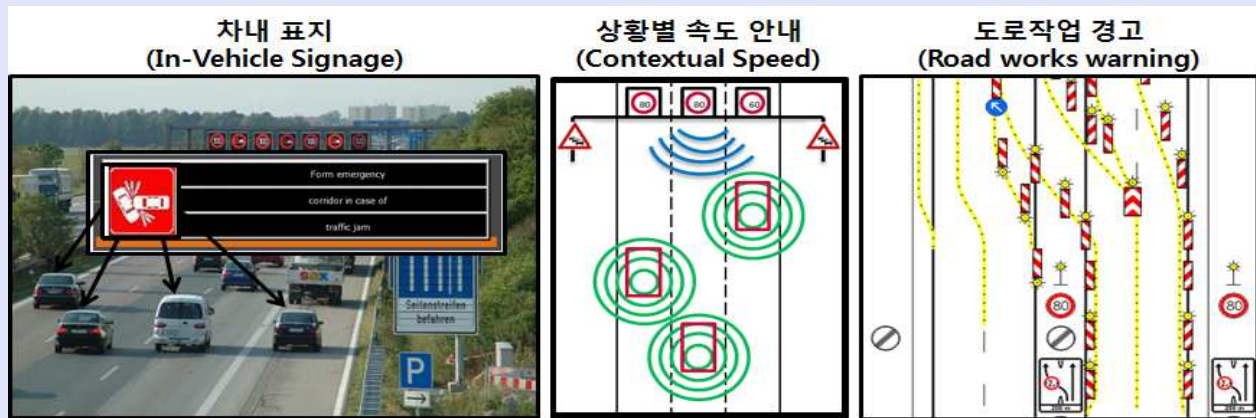 차내 표지
(In-Vehicle Signage)
상황별 속도 안내
(Contextual Speed)
도로작업 경고
(Road works warning)
Form emergency
corridor in case of
traffic jam
Seitenstreifen
befahren
P
80
80
60
80
80
200 m
200 m